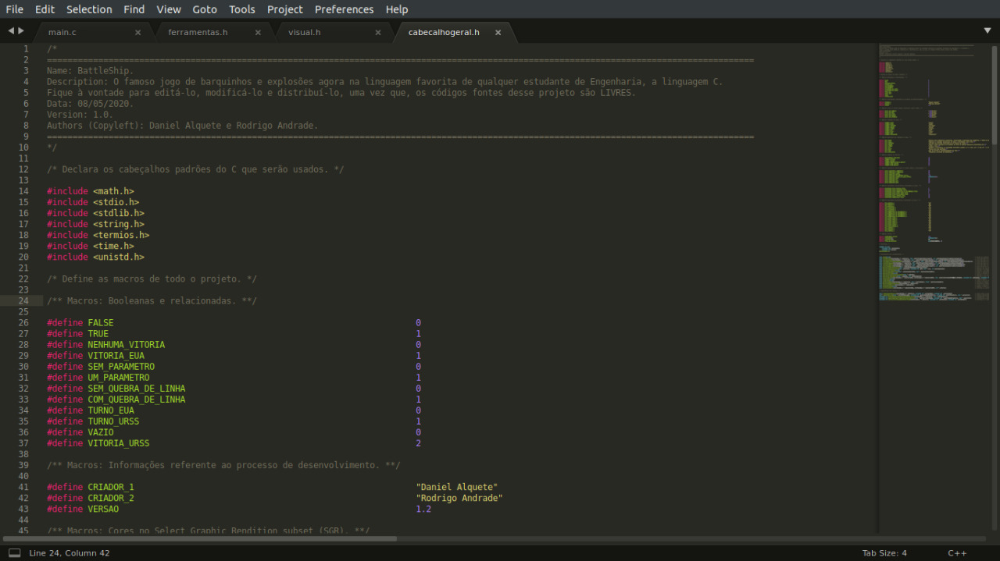 File Edit Selection Find View Goto Tools Project Preferences Help
main.c × ferramentas.h × visual.h × cabecalhogeral.h ×
1 /*
2 ==========================================================================================================================================
3 Name: BattleShip.
4 Description: O famoso jogo de barquinhos e explosões agora na linguagem favorita de qualquer estudante de Engenharia, a linguagem C.
5 Fique à vontade para editá-lo, modificá-lo e distribuí-lo, uma vez que, os códigos fontes desse projeto são LIVRES.
6 Data: 08/05/2020.
7 Version: 1.0.
8 Authors (Copyleft): Daniel Alquete e Rodrigo Andrade.
9 ==========================================================================================================================================
10 */
11
12 /* Declara os cabeçalhos padrões do C que serão usados. */
13
14 #include <math.h>
15 #include <stdio.h>
16 #include <stdlib.h>
17 #include <string.h>
18 #include <termios.h>
19 #include <time.h>
20 #include <unistd.h>
21
22 /* Define as macros de todo o projeto. */
23
24 /** Macros: Booleanas e relacionadas. **/
25
26 #define FALSE 0
27 #define TRUE 1
28 #define NENHUMA_VITORIA 0
29 #define VITORIA_EUA 1
30 #define SEM_PARAMETRO 0
31 #define UM_PARAMETRO 1
32 #define SEM_QUEBRA_DE_LINHA 0
33 #define COM_QUEBRA_DE_LINHA 1
34 #define TURNO_EUA 0
35 #define TURNO_URSS 1
36 #define VAZIO 0
37 #define VITORIA_URSS 2
38
39 /** Macros: Informações referente ao processo de desenvolvimento. **/
40
41 #define CRIADOR_1 "Daniel Alquete"
42 #define CRIADOR_2 "Rodrigo Andrade"
43 #define VERSAO 1.2
44
45 /** Macros: Cores no Select Graphic Rendition subset (SGR). **/
Line 24, Column 42 Tab Size: 4 C++